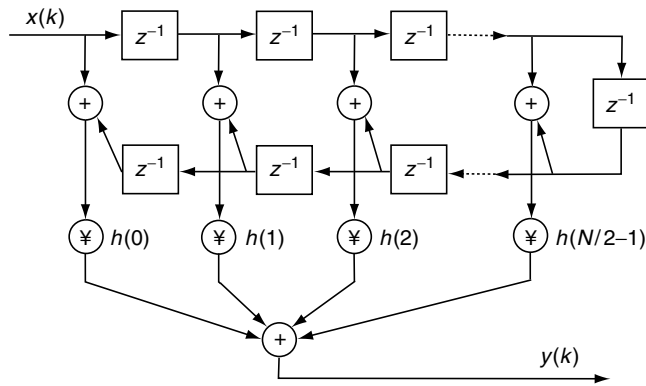 x(k)
z⁻¹ z⁻¹ z⁻¹
+ + + + z⁻¹
z⁻¹ z⁻¹ z⁻¹
¥ h(0) ¥ h(1) ¥ h(2) ¥ h(N/2–1)
+
y(k)